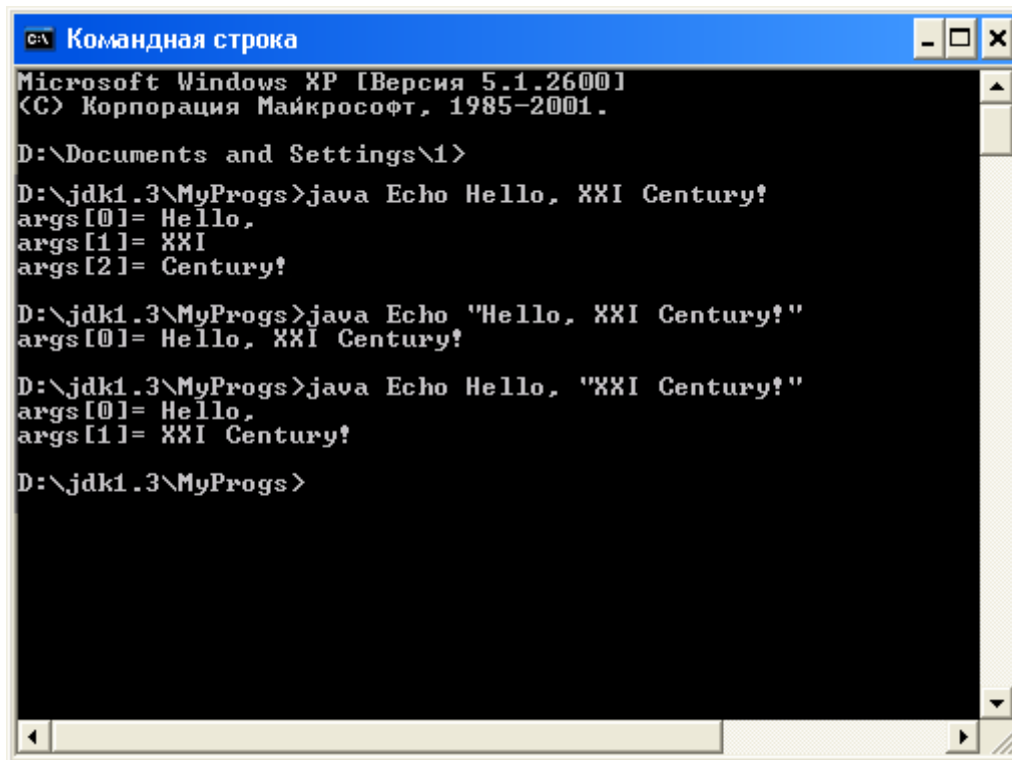 Командная строка
Microsoft Windows XP [Версия 5.1.2600]
(C) Корпорация Майкрософт, 1985-2001.
D:\Documents and Settings\1>
D:\jdk1.3\MyProgs>java Echo Hello, XXI Century!
args[0]= Hello,
args[1]= XXI
args[2]= Century!
D:\jdk1.3\MyProgs>java Echo "Hello, XXI Century!"
args[0]= Hello, XXI Century!
D:\jdk1.3\MyProgs>java Echo Hello, "XXI Century!"
args[0]= Hello,
args[1]= XXI Century!
D:\jdk1.3\MyProgs>